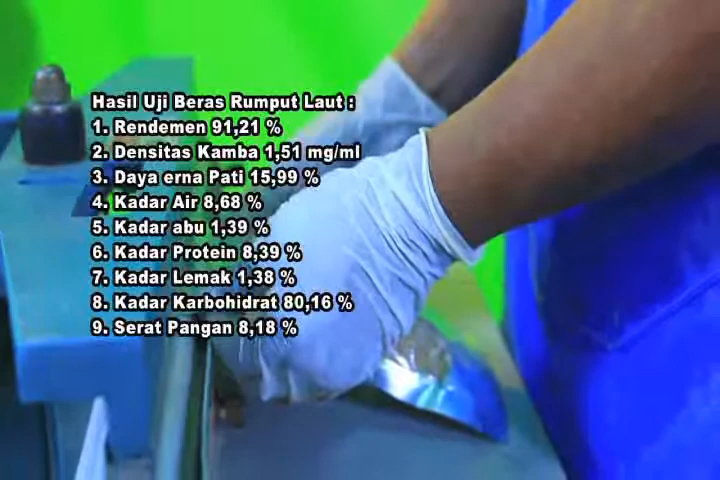 Hasil Uji Beras Rumput Laut :
1. Rendemen 91,21 %
2. Densitas Kamba 1,51 mg/ml
3. Daya erna Pati 15,99 %
4. Kadar Air 8,68 %
5. Kadar abu 1,39 %
6. Kadar Protein 8,39 %
7. Kadar Lemak 1,38 %
8. Kadar Karbohidrat 80,16 %
9. Serat Pangan 8,18 %